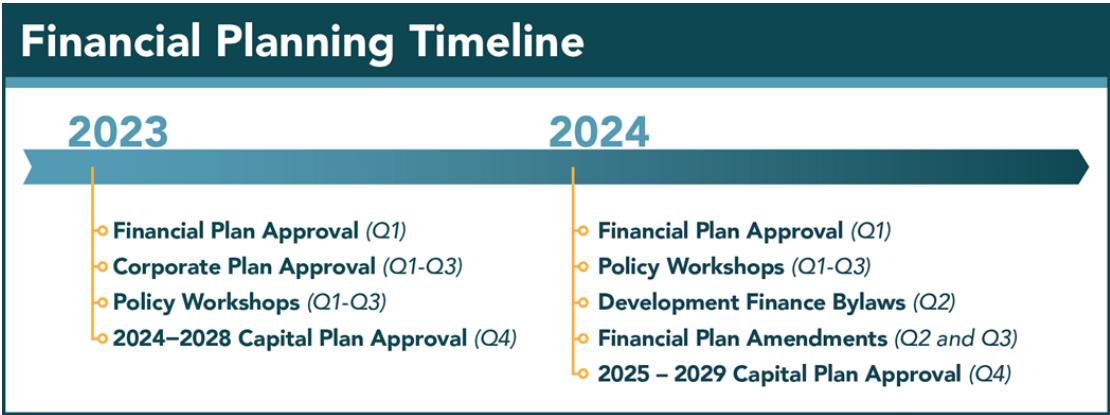 Financial Planning Timeline
2023
2024
Financial Plan Approval (Q1)
Corporate Plan Approval (Q1-Q3)
Policy Workshops (Q1-Q3)
2024–2028 Capital Plan Approval (Q4)
Financial Plan Approval (Q1)
Policy Workshops (Q1-Q3)
Development Finance Bylaws (Q2)
Financial Plan Amendments (Q2 and Q3)
2025 – 2029 Capital Plan Approval (Q4)